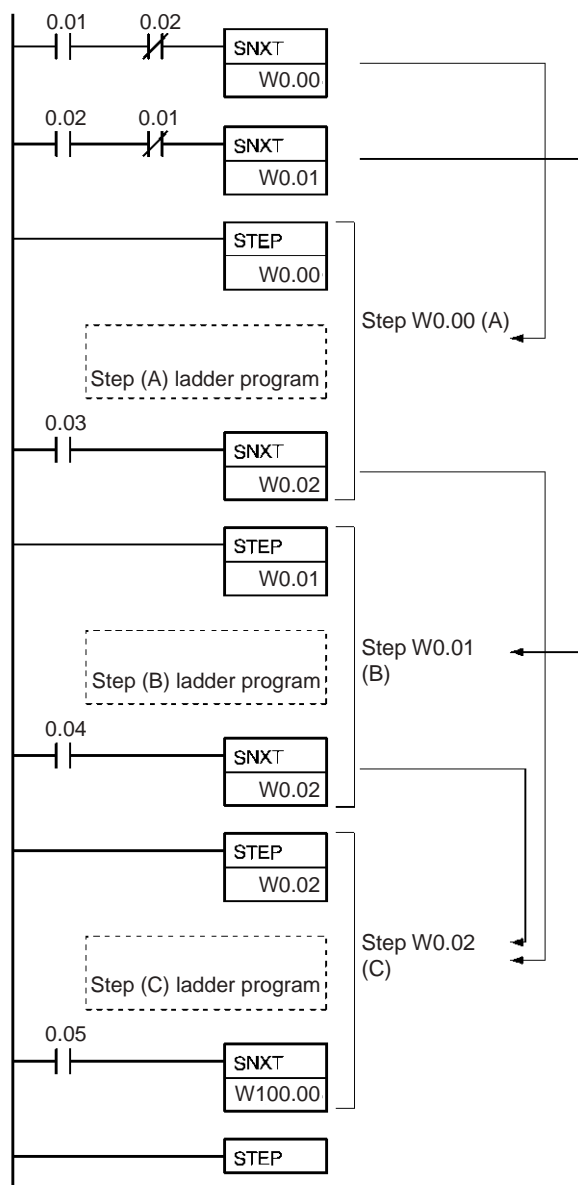 0.01 0.02
SNXT
W0.00
0.02 0.01
SNXT
W0.01
STEP
W0.00
Step W0.00 (A)
Step (A) ladder program
0.03
SNXT
W0.02
STEP
W0.01
Step W0.01
(B)
Step (B) ladder program
0.04
SNXT
W0.02
STEP
W0.02
Step W0.02
(C)
Step (C) ladder program
0.05
SNXT
W100.00
STEP